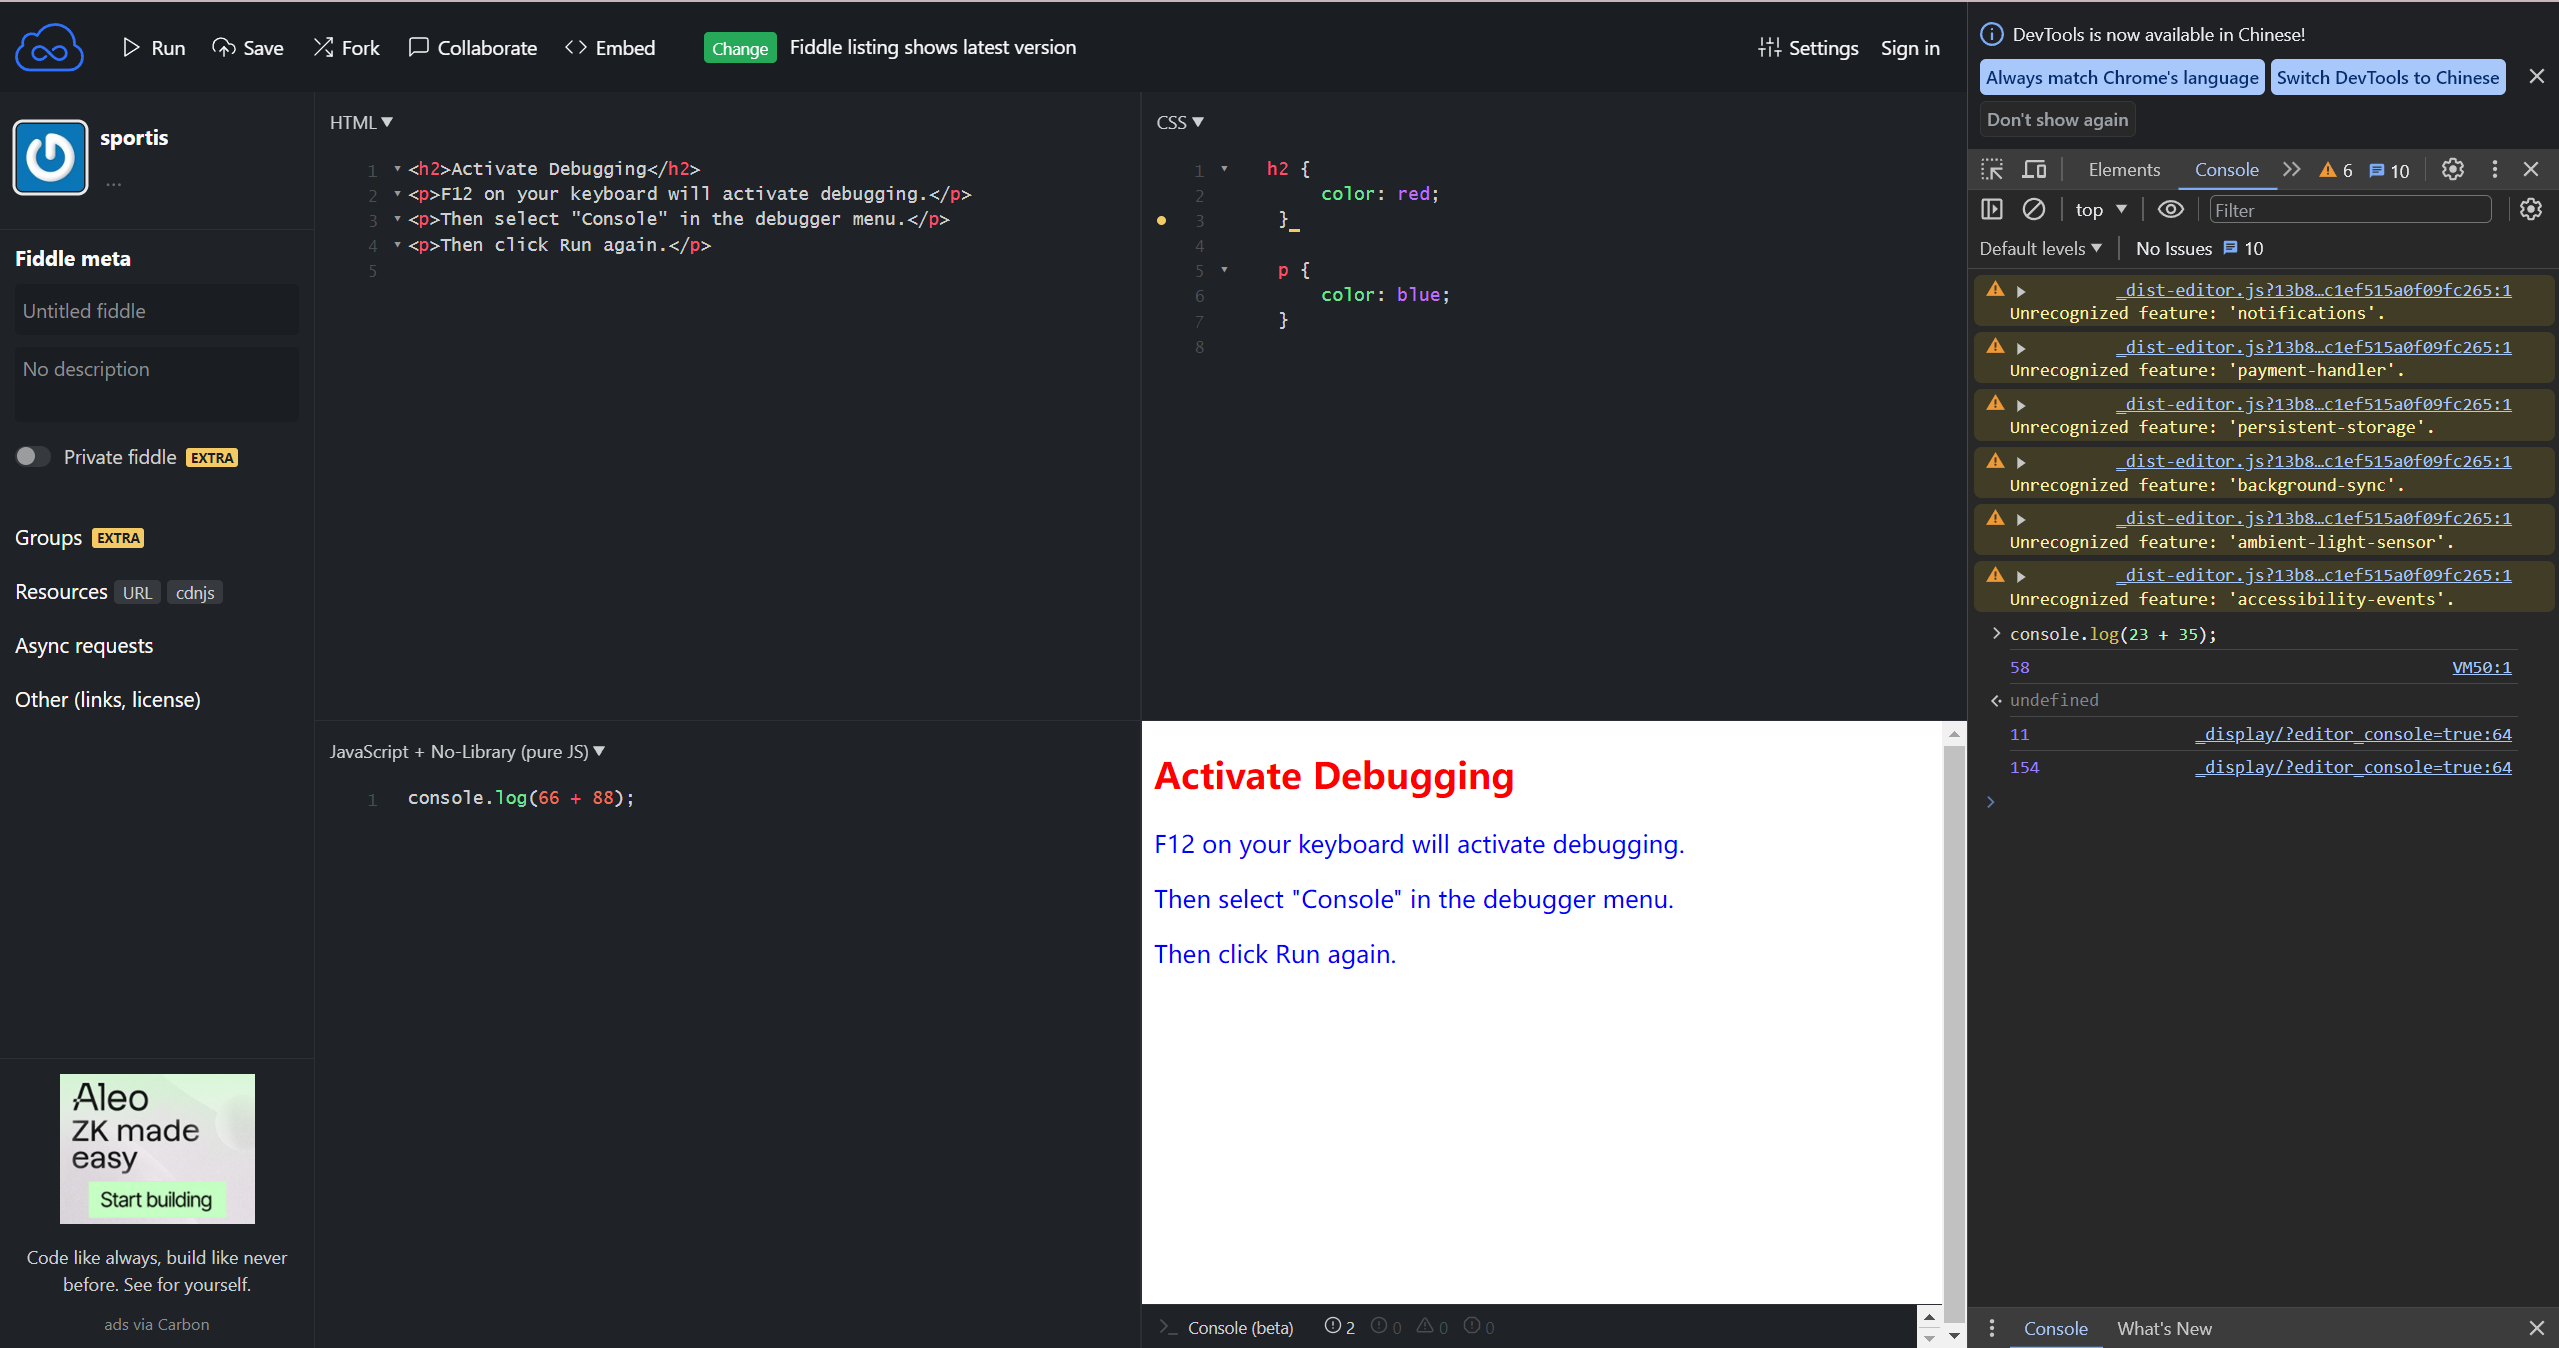 Run Save Fork Collaborate Embed Change Fiddle listing shows latest version Settings Sign in
sportis
...
Fiddle meta
Untitled fiddle
No description
Private fiddle EXTRA
Groups EXTRA
Resources URL cdnjs
Async requests
Other (links, license)
Aleo
ZK made
easy
Start building
Code like always, build like never
before. See for yourself.
ads via Carbon
HTML
1 <h2>Activate Debugging</h2>
2 <p>F12 on your keyboard will activate debugging.</p>
3 <p>Then select "Console" in the debugger menu.</p>
4 <p>Then click Run again.</p>
5
CSS
1 h2 {
2 color: red;
3 }
4
5 p {
6 color: blue;
7 }
8
JavaScript + No-Library (pure JS)
1 console.log(66 + 88);
Activate Debugging
F12 on your keyboard will activate debugging.
Then select "Console" in the debugger menu.
Then click Run again.
Console (beta) 2 0 0 0
DevTools is now available in Chinese!
Always match Chrome's language Switch DevTools to Chinese
Don't show again
Elements Console 6 10
top Filter
Default levels No Issues 10
_dist-editor.js?13b8…c1ef515a0f09fc265:1
Unrecognized feature: 'notifications'.
_dist-editor.js?13b8…c1ef515a0f09fc265:1
Unrecognized feature: 'payment-handler'.
_dist-editor.js?13b8…c1ef515a0f09fc265:1
Unrecognized feature: 'persistent-storage'.
_dist-editor.js?13b8…c1ef515a0f09fc265:1
Unrecognized feature: 'background-sync'.
_dist-editor.js?13b8…c1ef515a0f09fc265:1
Unrecognized feature: 'ambient-light-sensor'.
_dist-editor.js?13b8…c1ef515a0f09fc265:1
Unrecognized feature: 'accessibility-events'.
console.log(23 + 35);
58 VM50:1
undefined
11 _display/?editor_console=true:64
154 _display/?editor_console=true:64
Console What's New